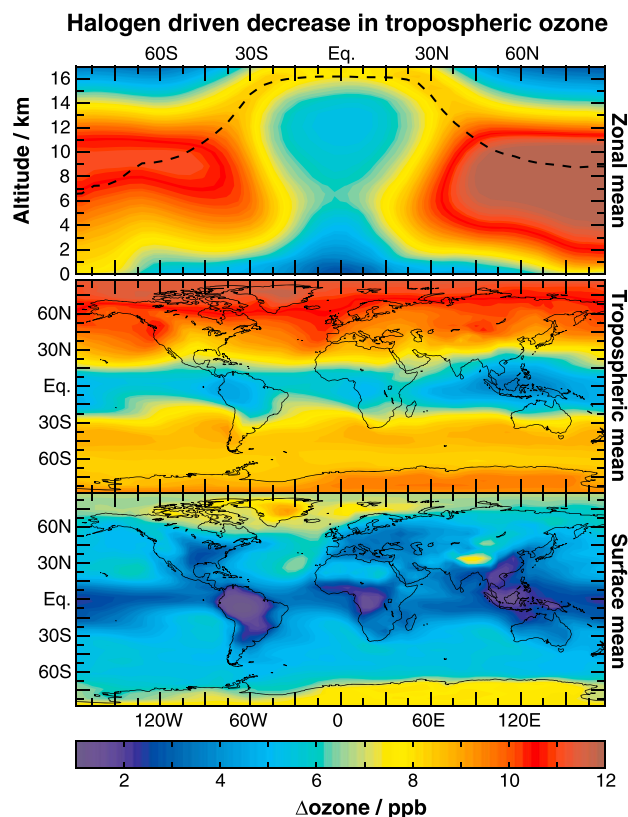 Halogen driven decrease in tropospheric ozone
60S 30S Eq. 30N 60N
16
14
12
10
8
6
4
2
0
Altitude / km
Zonal mean
60N
30N
Eq.
30S
60S
Tropospheric mean
60N
30N
Eq.
30S
60S
Surface mean
120W 60W 0 60E 120E
2 4 6 8 10 12
Δozone / ppb